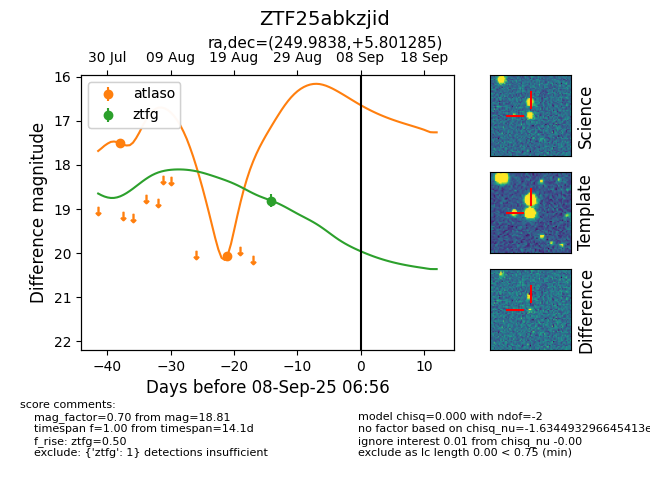 ZTF25abkzjid
ra,dec=(249.9838,+5.801285)
30 Jul 09 Aug 19 Aug 29 Aug 08 Sep 18 Sep
atlaso
ztfg
16
17
18
19
20
21
22
Difference magnitude
−40 −30 −20 −10 0 10
Days before 08-Sep-25 06:56
Science
Template
Difference
score comments:
mag_factor=0.70 from mag=18.81
timespan f=1.00 from timespan=14.1d
f_rise: ztfg=0.50
exclude: {'ztfg': 1} detections insufficient
model chisq=0.000 with ndof=-2
no factor based on chisq_nu=-1.634493296645413e
ignore interest 0.01 from chisq_nu -0.00
exclude as lc length 0.00 < 0.75 (min)